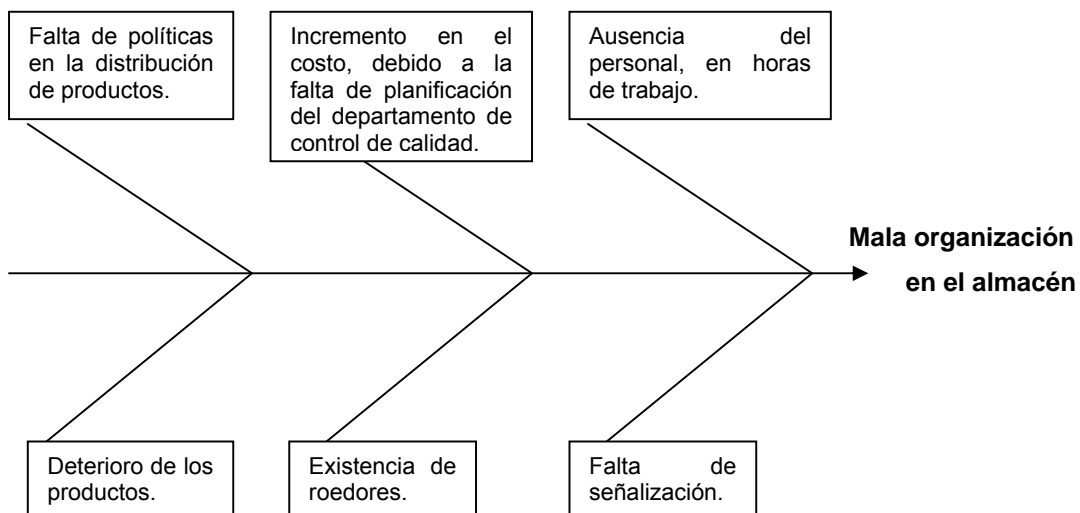 Falta de políticas
en la distribución
de productos.
Incremento en el
costo, debido a la
falta de planificación
del departamento de
control de calidad.
Ausencia del
personal, en horas
de trabajo.
Mala organización
en el almacén
Deterioro de los
productos.
Existencia de
roedores.
Falta de
señalización.